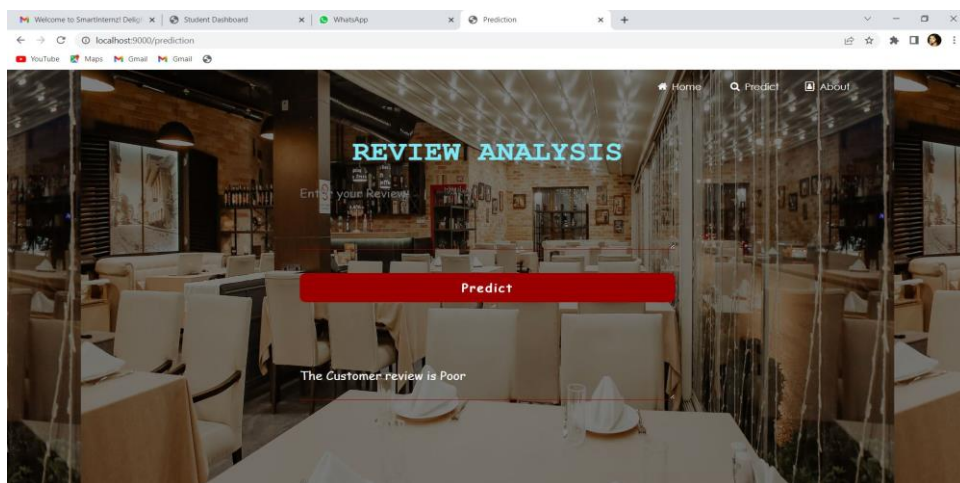 Welcome to SmartInternz! Delig
Student Dashboard
WhatsApp
Prediction
localhost:9000/prediction
YouTube
Maps
Gmail
Gmail
Home
Predict
About
REVIEW ANALYSIS
Enter your Review
Predict
The Customer review is Poor